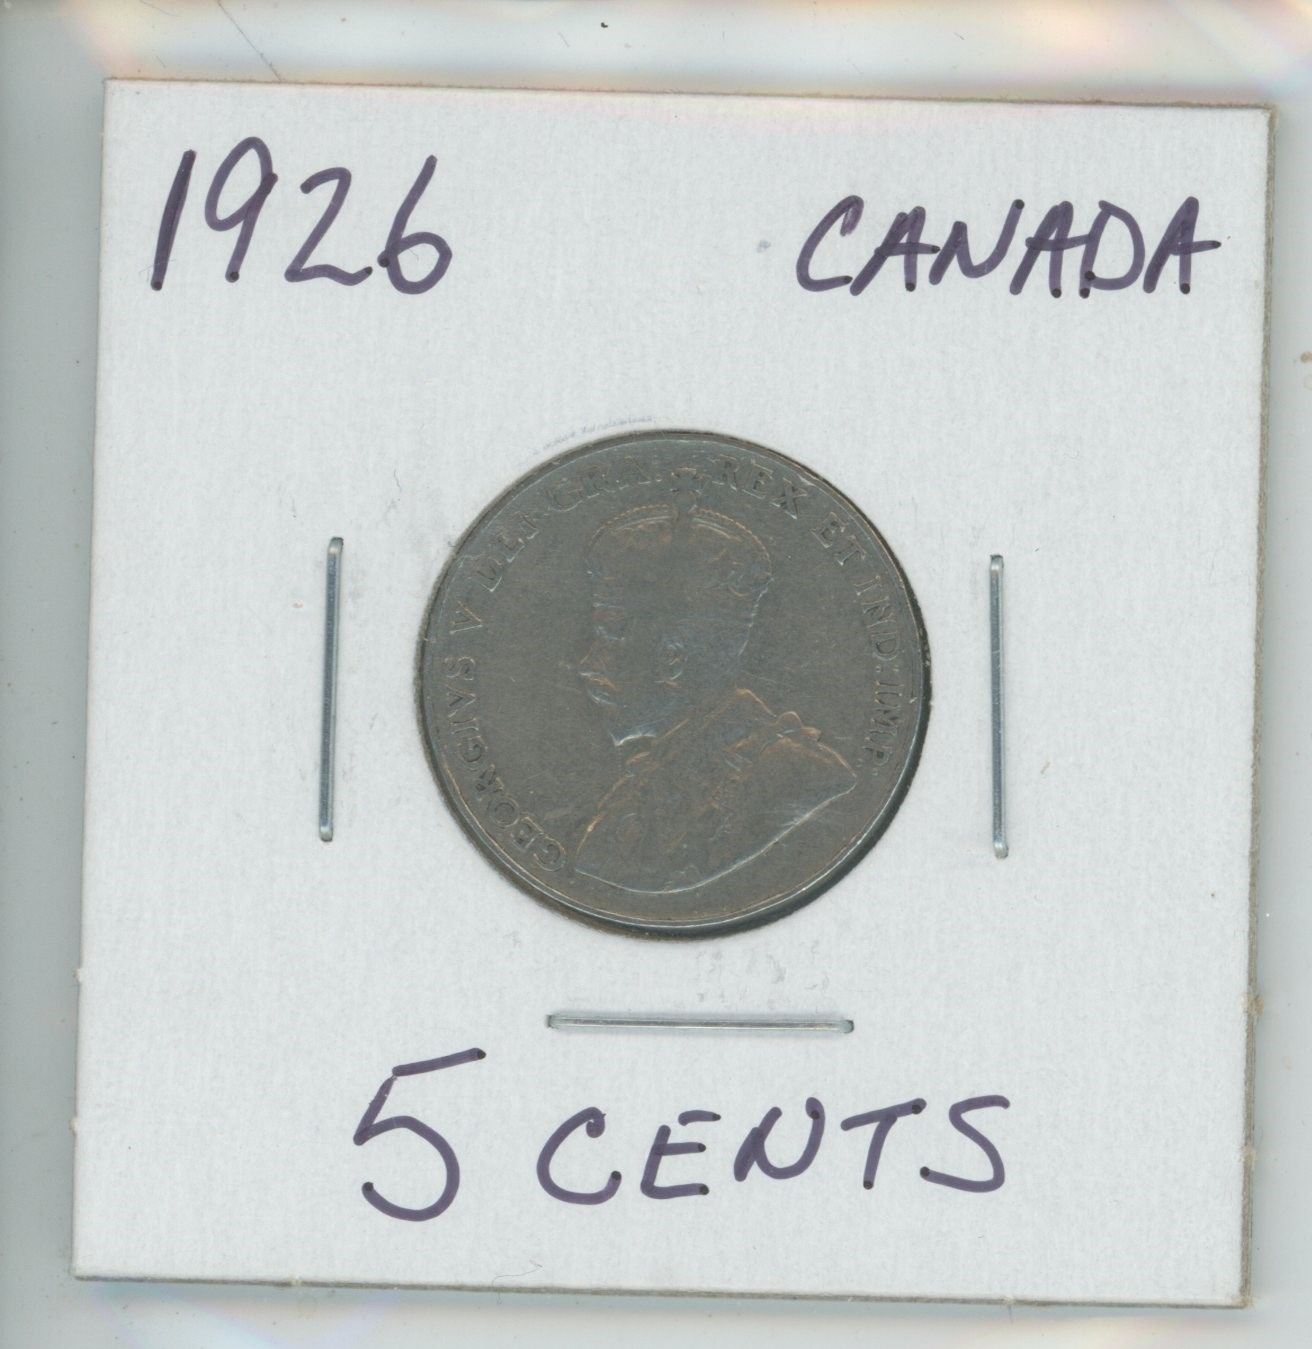 1926 CANADA
GEORGIVS V DEI GRA: REX ET IND: IMP:
5 CENTS